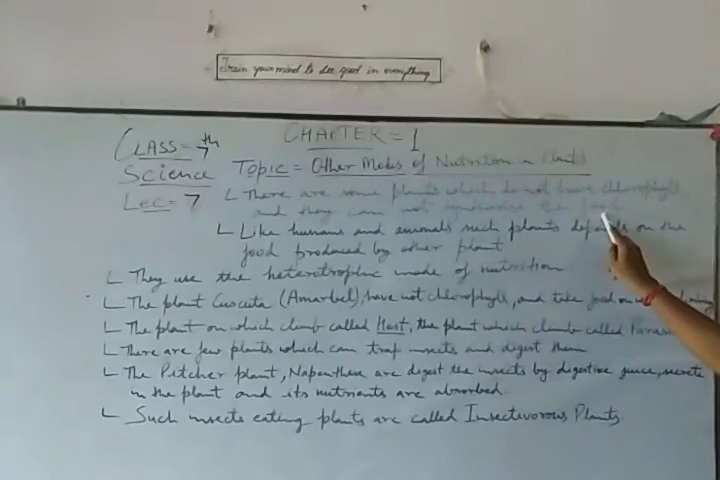 Train your mind to see good in everything
CLASS = 7th
CHAPTER = 1
Science
Topic = Other Modes of Nutrition in Plants
Lec = 7
There are some plants which do not have chlorophyll
and they can not synthesise the food
Like humans and animals such plants depends on the
food produced by other plant
They use the heterotrophic mode of nutrition
The plant Cuscuta (Amarbel), have not chlorophyll, and take food on
The plant on which climb called Host, the plant which climb called
There are few plants which can trap insects and digest them
The Pitcher plant, Napenthese are digest the insects by digestive juice, secrete
in the plant and its nutrients are absorbed.
Such insects eating plants are called Insectivorous Plants.